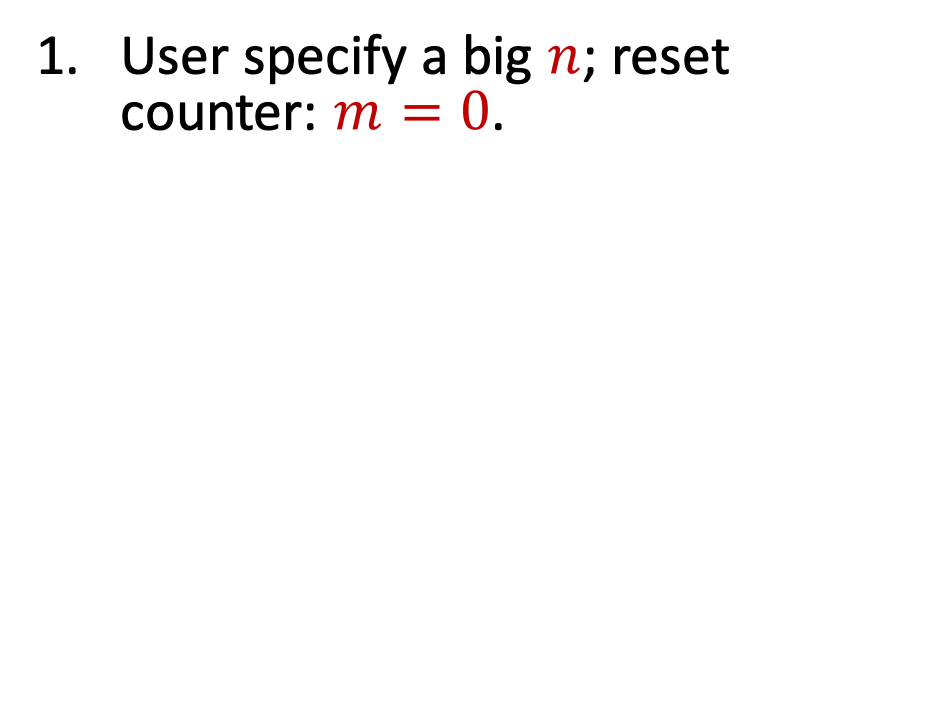 1. User specify a big n; reset
counter: m = 0.